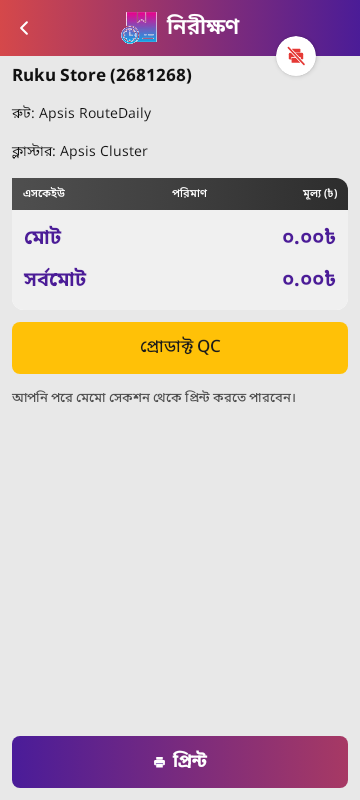 নিরীক্ষণ
Ruku Store (2681268)
রুট: Apsis RouteDaily
ক্লাস্টার: Apsis Cluster
এসকেইউ পরিমাণ মূল্য (৳)
মোট ০.০০৳
সর্বমোট ০.০০৳
প্রোডাক্ট QC
আপনি পরে মেমো সেকশন থেকে প্রিন্ট করতে পারবেন।
প্রিন্ট